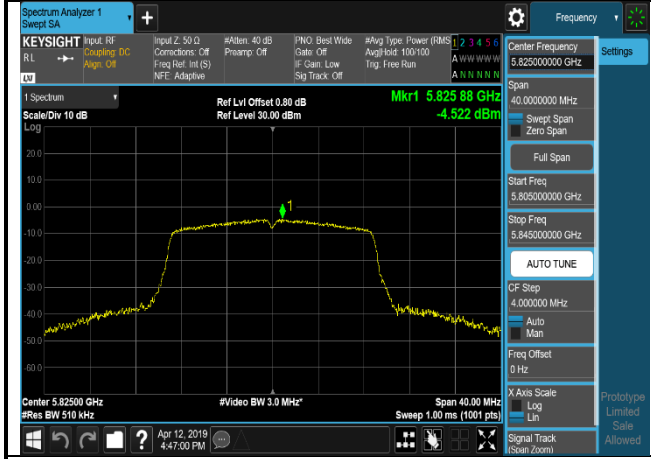 Spectrum Analyzer 1
Swept SA
Frequency
KEYSIGHT
Input: RF
Input Z: 50 Ω
#Atten: 40 dB
PNO: Best Wide
#Avg Type: Power (RMS
1 2 3 4 5 6
RL
Coupling: DC
Corrections: Off
Preamp: Off
Gate: Off
Avg|Hold: 100/100
A W W W W W
Align: Off
Freq Ref: Int (S)
IF Gain: Low
Trig: Free Run
NFE: Adaptive
Sig Track: Off
A N N N N N
LXI
1 Spectrum
Ref Lvl Offset 0.80 dB
Mkr1 5.825 88 GHz
Scale/Div 10 dB
Ref Level 30.00 dBm
-4.522 dBm
Log
20.0
10.0
0.00
-10.0
-20.0
-30.0
-40.0
-50.0
-60.0
1
Center 5.82500 GHz
#Video BW 3.0 MHz*
Span 40.00 MHz
#Res BW 510 kHz
Sweep 1.00 ms (1001 pts)
Center Frequency
5.825000000 GHz
Settings
Span
40.0000000 MHz
Swept Span
Zero Span
Full Span
Start Freq
5.805000000 GHz
Stop Freq
5.845000000 GHz
AUTO TUNE
CF Step
4.000000 MHz
Auto
Man
Freq Offset
0 Hz
X Axis Scale
Log
Lin
Signal Track
(Span Zoom)
Prototype
Limited
Sale
Allowed
?
Apr 12, 2019
4:47:00 PM